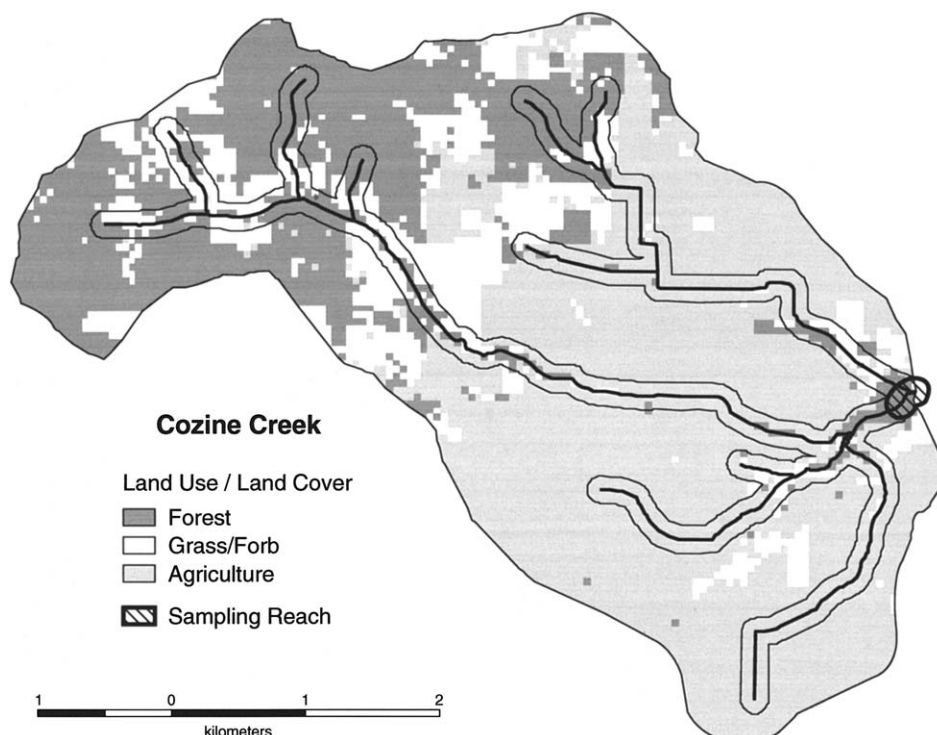 Cozine Creek
Land Use / Land Cover
Forest
Grass/Forb
Agriculture
Sampling Reach
1 0 1 2
kilometers